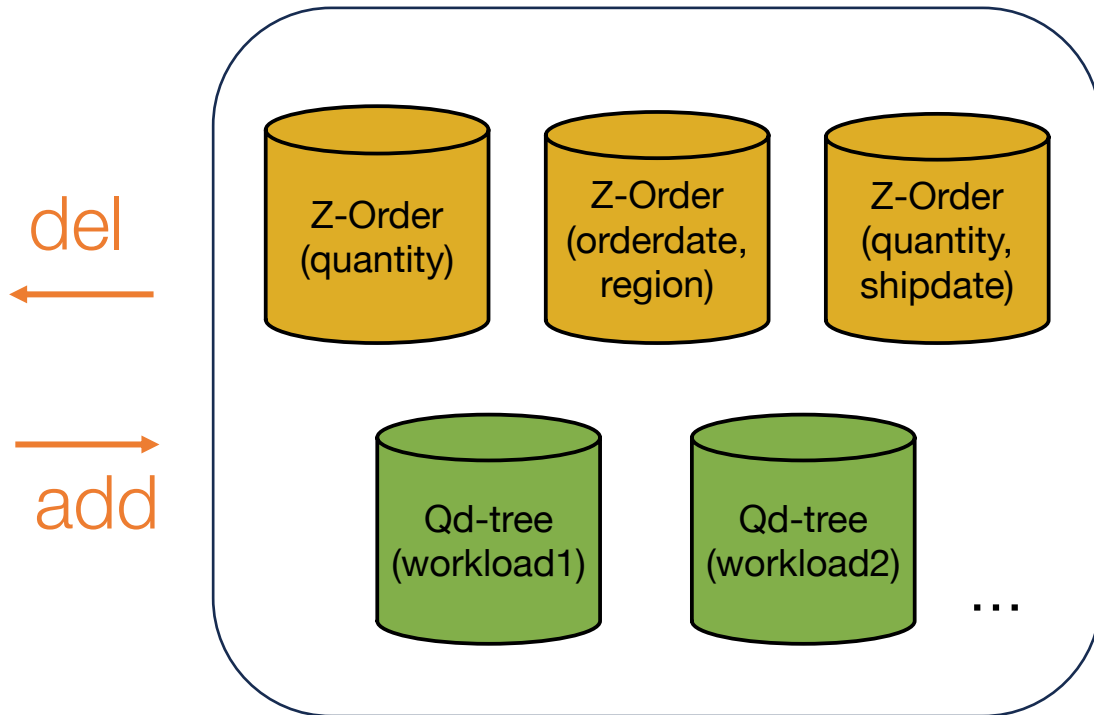 del
add
Z-Order
(quantity)
Z-Order
(orderdate,
region)
Z-Order
(quantity,
shipdate)
Qd-tree
(workload1)
Qd-tree
(workload2)
...